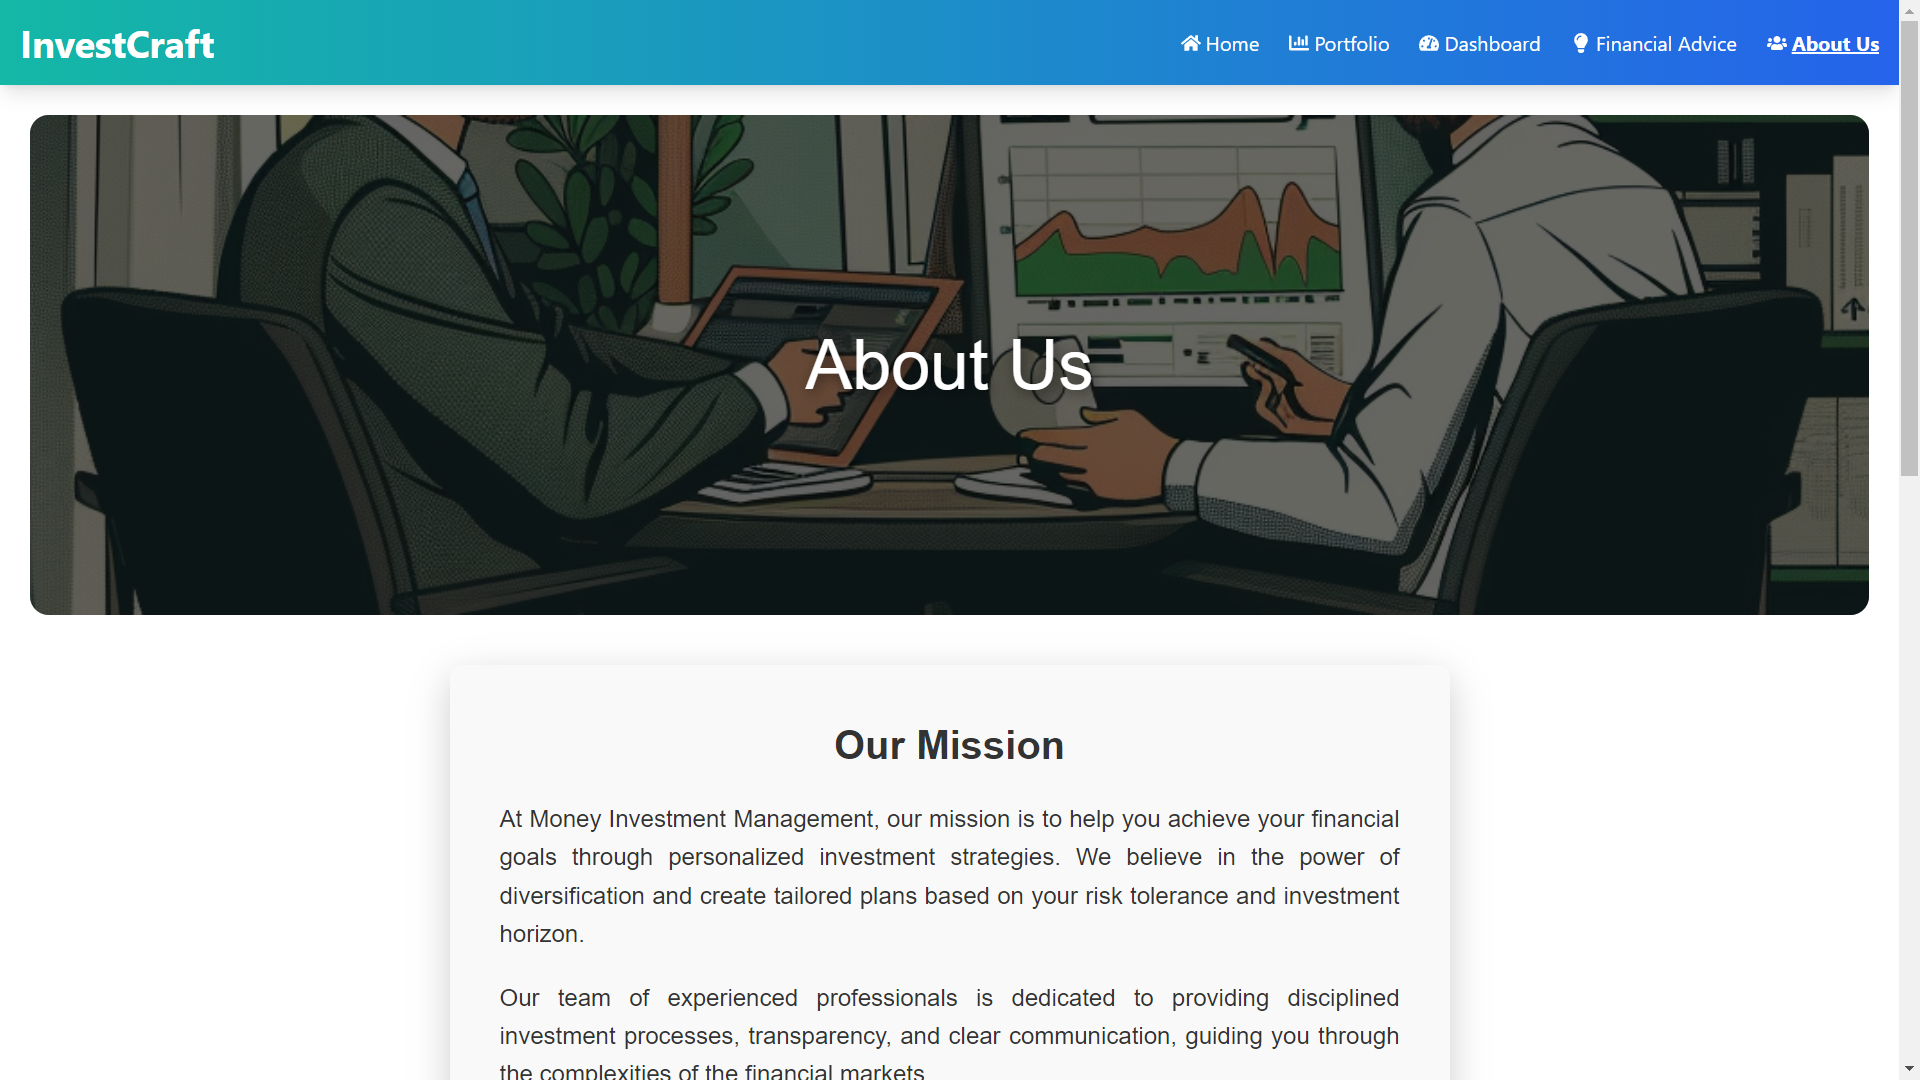 InvestCraft
Home Portfolio Dashboard Financial Advice About Us
About Us
Our Mission
At Money Investment Management, our mission is to help you achieve your financial
goals through personalized investment strategies. We believe in the power of
diversification and create tailored plans based on your risk tolerance and investment
horizon.
Our team of experienced professionals is dedicated to providing disciplined
investment processes, transparency, and clear communication, guiding you through
the complexities of the financial markets.